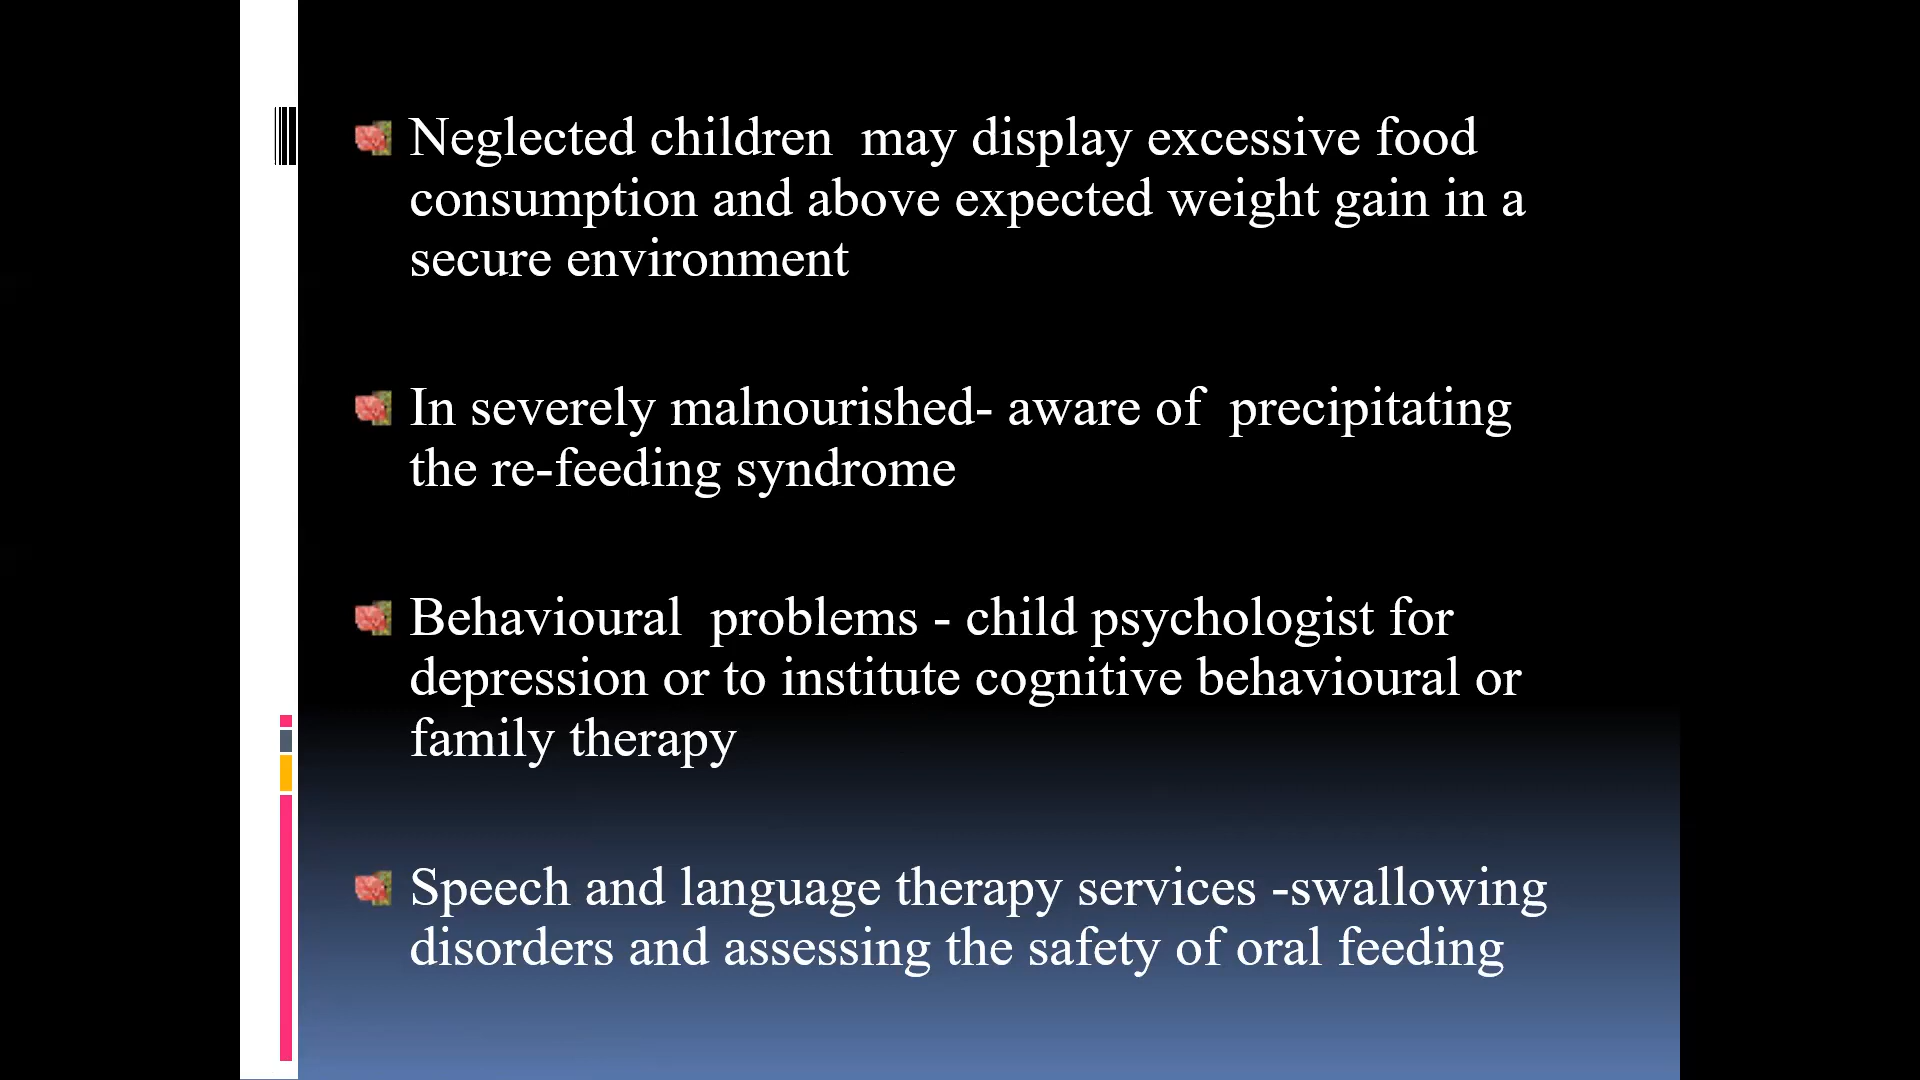 Neglected children  may display excessive food
consumption and above expected weight gain in a
secure environment
In severely malnourished- aware of  precipitating
the re-feeding syndrome
Behavioural  problems - child psychologist for
depression or to institute cognitive behavioural or
family therapy
Speech and language therapy services -swallowing
disorders and assessing the safety of oral feeding